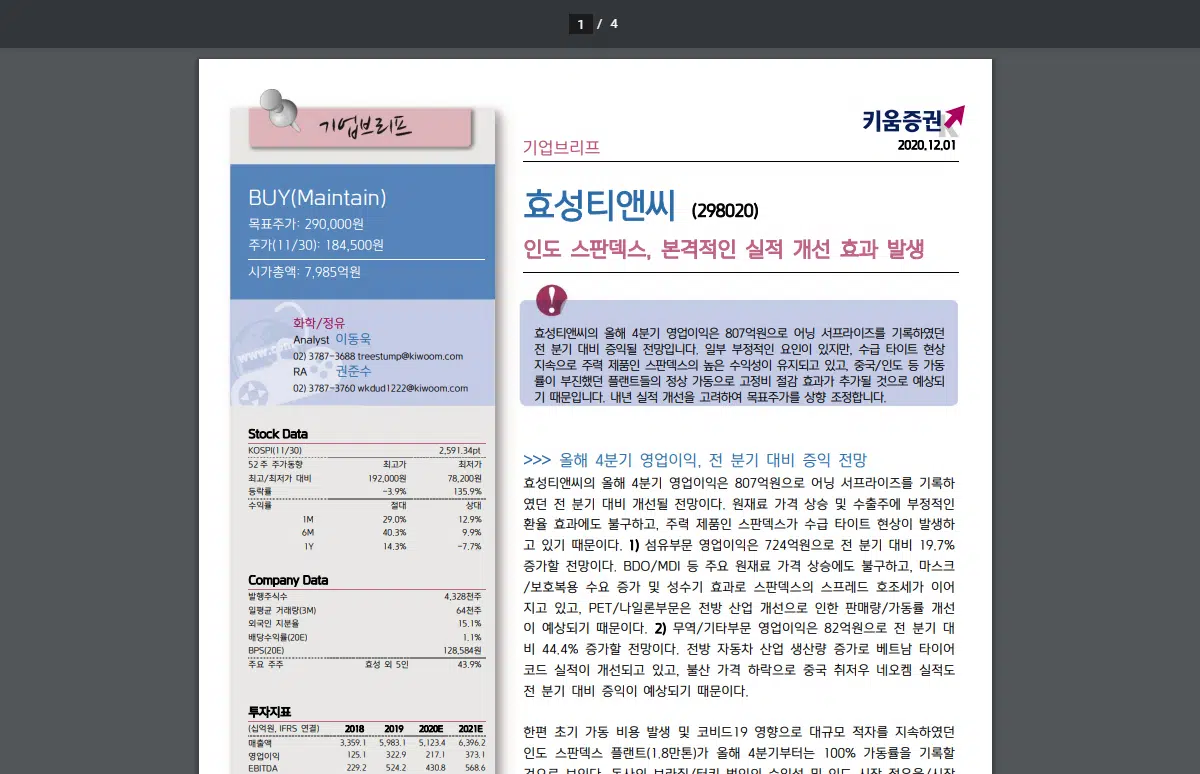 1 / 4
기업브리프
BUY(Maintain)
목표주가: 290,000원
주가(11/30): 184,500원
시가총액: 7,985억원
화학/정유
Analyst 이동욱
02) 3787-3688 treestump@kiwoom.com
RA 권준수
02) 3787-3760 wkdud1222@kiwoom.com
Stock Data
KOSPI(11/30) 2,591.34pt
52 주 주가동향 최고가 최저가
최고/최저가 대비 192,000원 78,200원
등락률 -3.9% 135.9%
수익률 절대 상대
1M 29.0% 12.9%
6M 40.3% 9.9%
1Y 14.3% -7.7%
Company Data
발행주식수 4,328천주
일평균 거래량(3M) 64천주
외국인 지분율 15.1%
배당수익률(20E) 1.1%
BPS(20E) 128,584원
주요 주주 효성 외 5인 43.9%
투자지표
(십억원, IFRS 연결) 2018 2019 2020E 2021E
매출액 3,359.1 5,983.1 5,123.4 6,396.2
영업이익 125.1 322.9 217.1 373.1
EBITDA 229.2 524.2 430.8 568.6
키움증권
2020.12.01
기업브리프
효성티앤씨 (298020)
인도 스판덱스, 본격적인 실적 개선 효과 발생
효성티앤씨의 올해 4분기 영업이익은 807억원으로 어닝 서프라이즈를 기록하였던
전 분기 대비 증익될 전망입니다. 일부 부정적인 요인이 있지만, 수급 타이트 현상
지속으로 주력 제품인 스판덱스의 높은 수익성이 유지되고 있고, 중국/인도 등 가동
률이 부진했던 플랜트들의 정상 가동으로 고정비 절감 효과가 추가될 것으로 예상되
기 때문입니다. 내년 실적 개선을 고려하여 목표주가를 상향 조정합니다.
>>> 올해 4분기 영업이익, 전 분기 대비 증익 전망
효성티앤씨의 올해 4분기 영업이익은 807억원으로 어닝 서프라이즈를 기록하
였던 전 분기 대비 개선될 전망이다. 원재료 가격 상승 및 수출주에 부정적인
환율 효과에도 불구하고, 주력 제품인 스판덱스가 수급 타이트 현상이 발생하
고 있기 때문이다. 1) 섬유부문 영업이익은 724억원으로 전 분기 대비 19.7%
증가할 전망이다. BDO/MDI 등 주요 원재료 가격 상승에도 불구하고, 마스크
/보호복용 수요 증가 및 성수기 효과로 스판덱스의 스프레드 호조세가 이어
지고 있고, PET/나일론부문은 전방 산업 개선으로 인한 판매량/가동률 개선
이 예상되기 때문이다. 2) 무역/기타부문 영업이익은 82억원으로 전 분기 대
비 44.4% 증가할 전망이다. 전방 자동차 산업 생산량 증가로 베트남 타이어
코드 실적이 개선되고 있고, 불산 가격 하락으로 중국 취저우 네오켐 실적도
전 분기 대비 증익이 예상되기 때문이다.
한편 초기 가동 비용 발생 및 코비드19 영향으로 대규모 적자를 지속하였던
인도 스판덱스 플랜트(1.8만톤)가 올해 4분기부터는 100% 가동률을 기록할